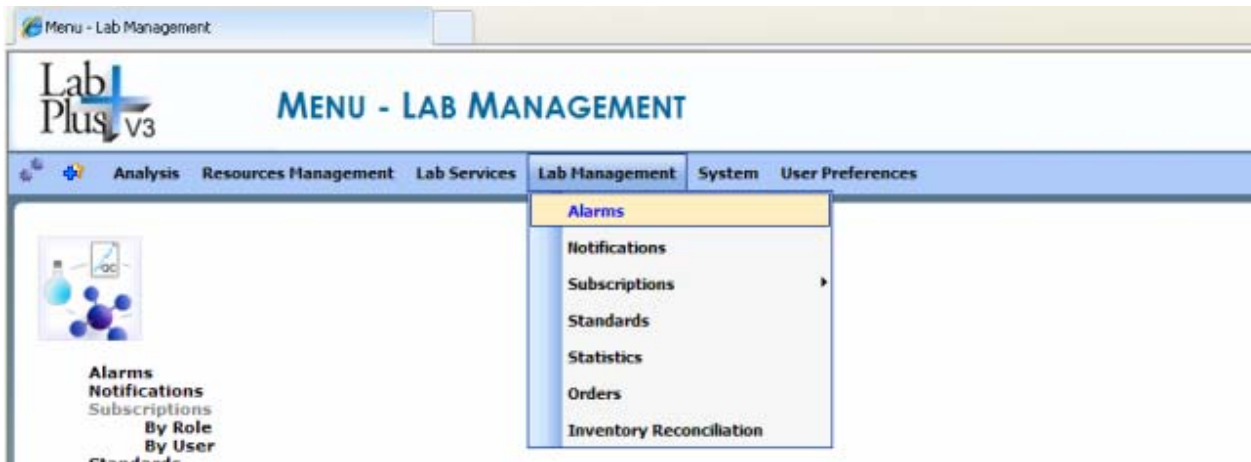 Menu - Lab Management
Lab
Plus V3
MENU - LAB MANAGEMENT
Analysis Resources Management Lab Services Lab Management System User Preferences
Alarms
Notifications
Subscriptions
Standards
Statistics
Orders
Inventory Reconciliation
QC
Alarms
Notifications
Subscriptions
By Role
By User
Standards